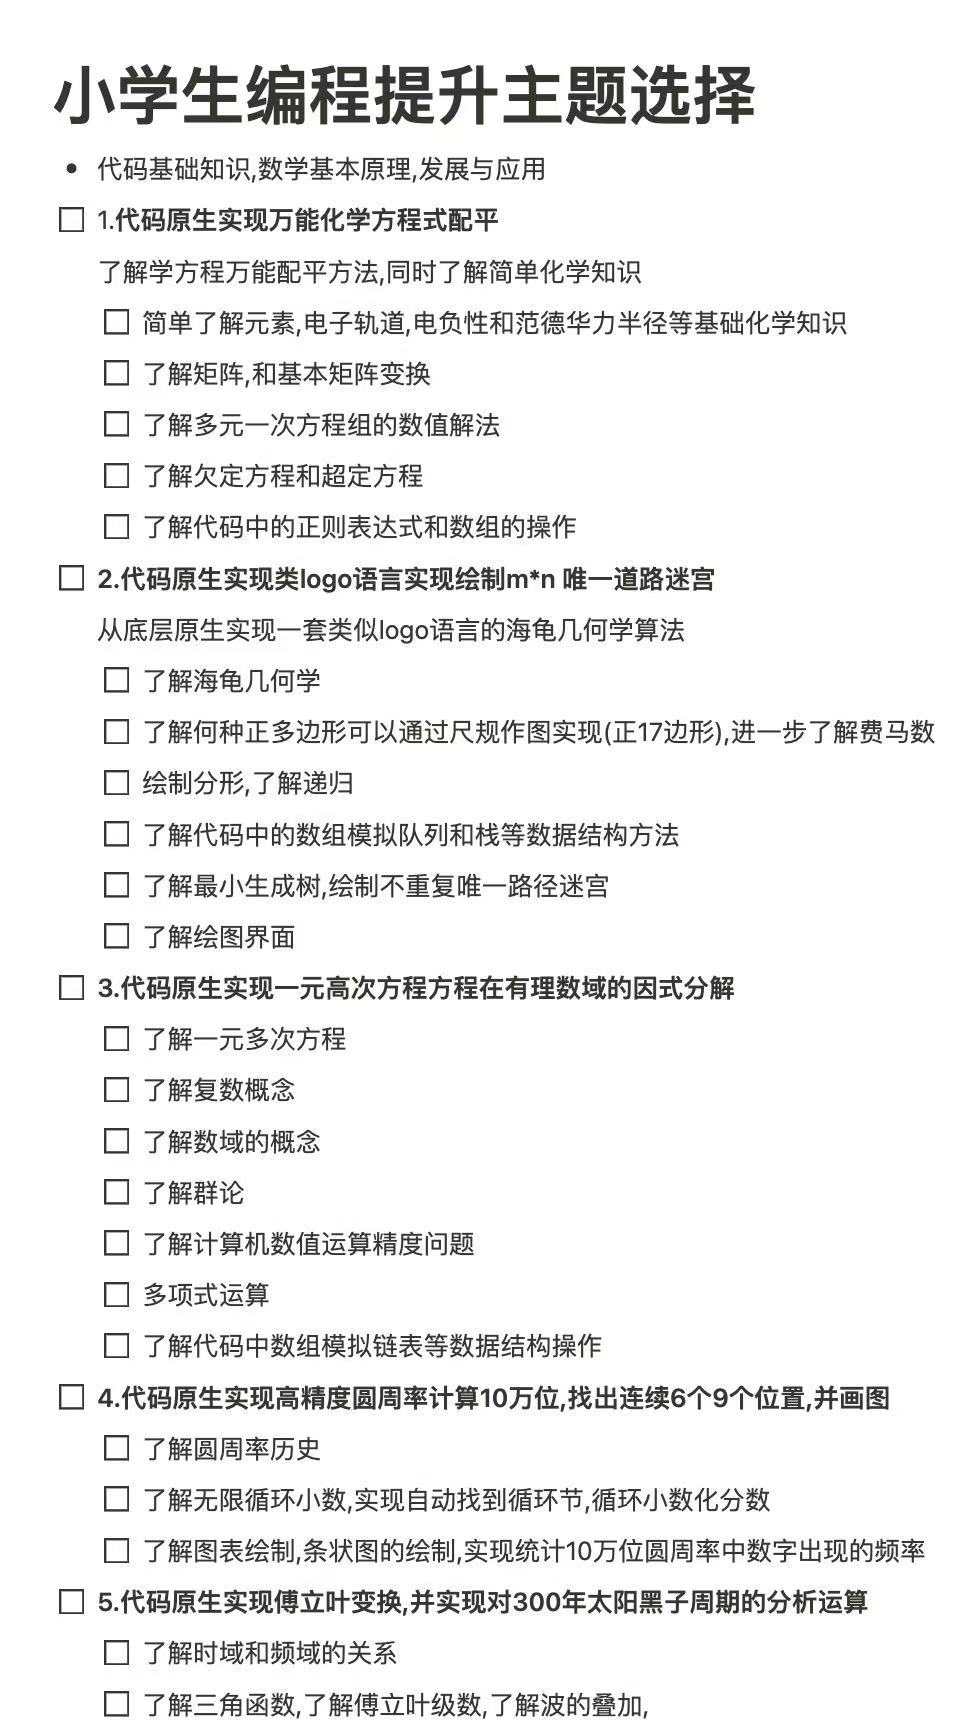 小学生编程提升主题选择
代码基础知识,数学基本原理,发展与应用
1.代码原生实现万能化学方程式配平
了解学方程万能配平方法,同时了解简单化学知识
简单了解元素,电子轨道,电负性和范德华力半径等基础化学知识
了解矩阵,和基本矩阵变换
了解多元一次方程组的数值解法
了解欠定方程和超定方程
了解代码中的正则表达式和数组的操作
2.代码原生实现类logo语言实现绘制m*n 唯一道路迷宫
从底层原生实现一套类似logo语言的海龟几何学算法
了解海龟几何学
了解何种正多边形可以通过尺规作图实现(正17边形),进一步了解费马数
绘制分形,了解递归
了解代码中的数组模拟队列和栈等数据结构方法
了解最小生成树,绘制不重复唯一路径迷宫
了解绘图界面
3.代码原生实现一元高次方程方程在有理数域的因式分解
了解一元多次方程
了解复数概念
了解数域的概念
了解群论
了解计算机数值运算精度问题
多项式运算
了解代码中数组模拟链表等数据结构操作
4.代码原生实现高精度圆周率计算10万位,找出连续6个9个位置,并画图
了解圆周率历史
了解无限循环小数,实现自动找到循环节,循环小数化分数
了解图表绘制,条状图的绘制,实现统计10万位圆周率中数字出现的频率
5.代码原生实现傅立叶变换,并实现对300年太阳黑子周期的分析运算
了解时域和频域的关系
了解三角函数,了解傅立叶级数,了解波的叠加,